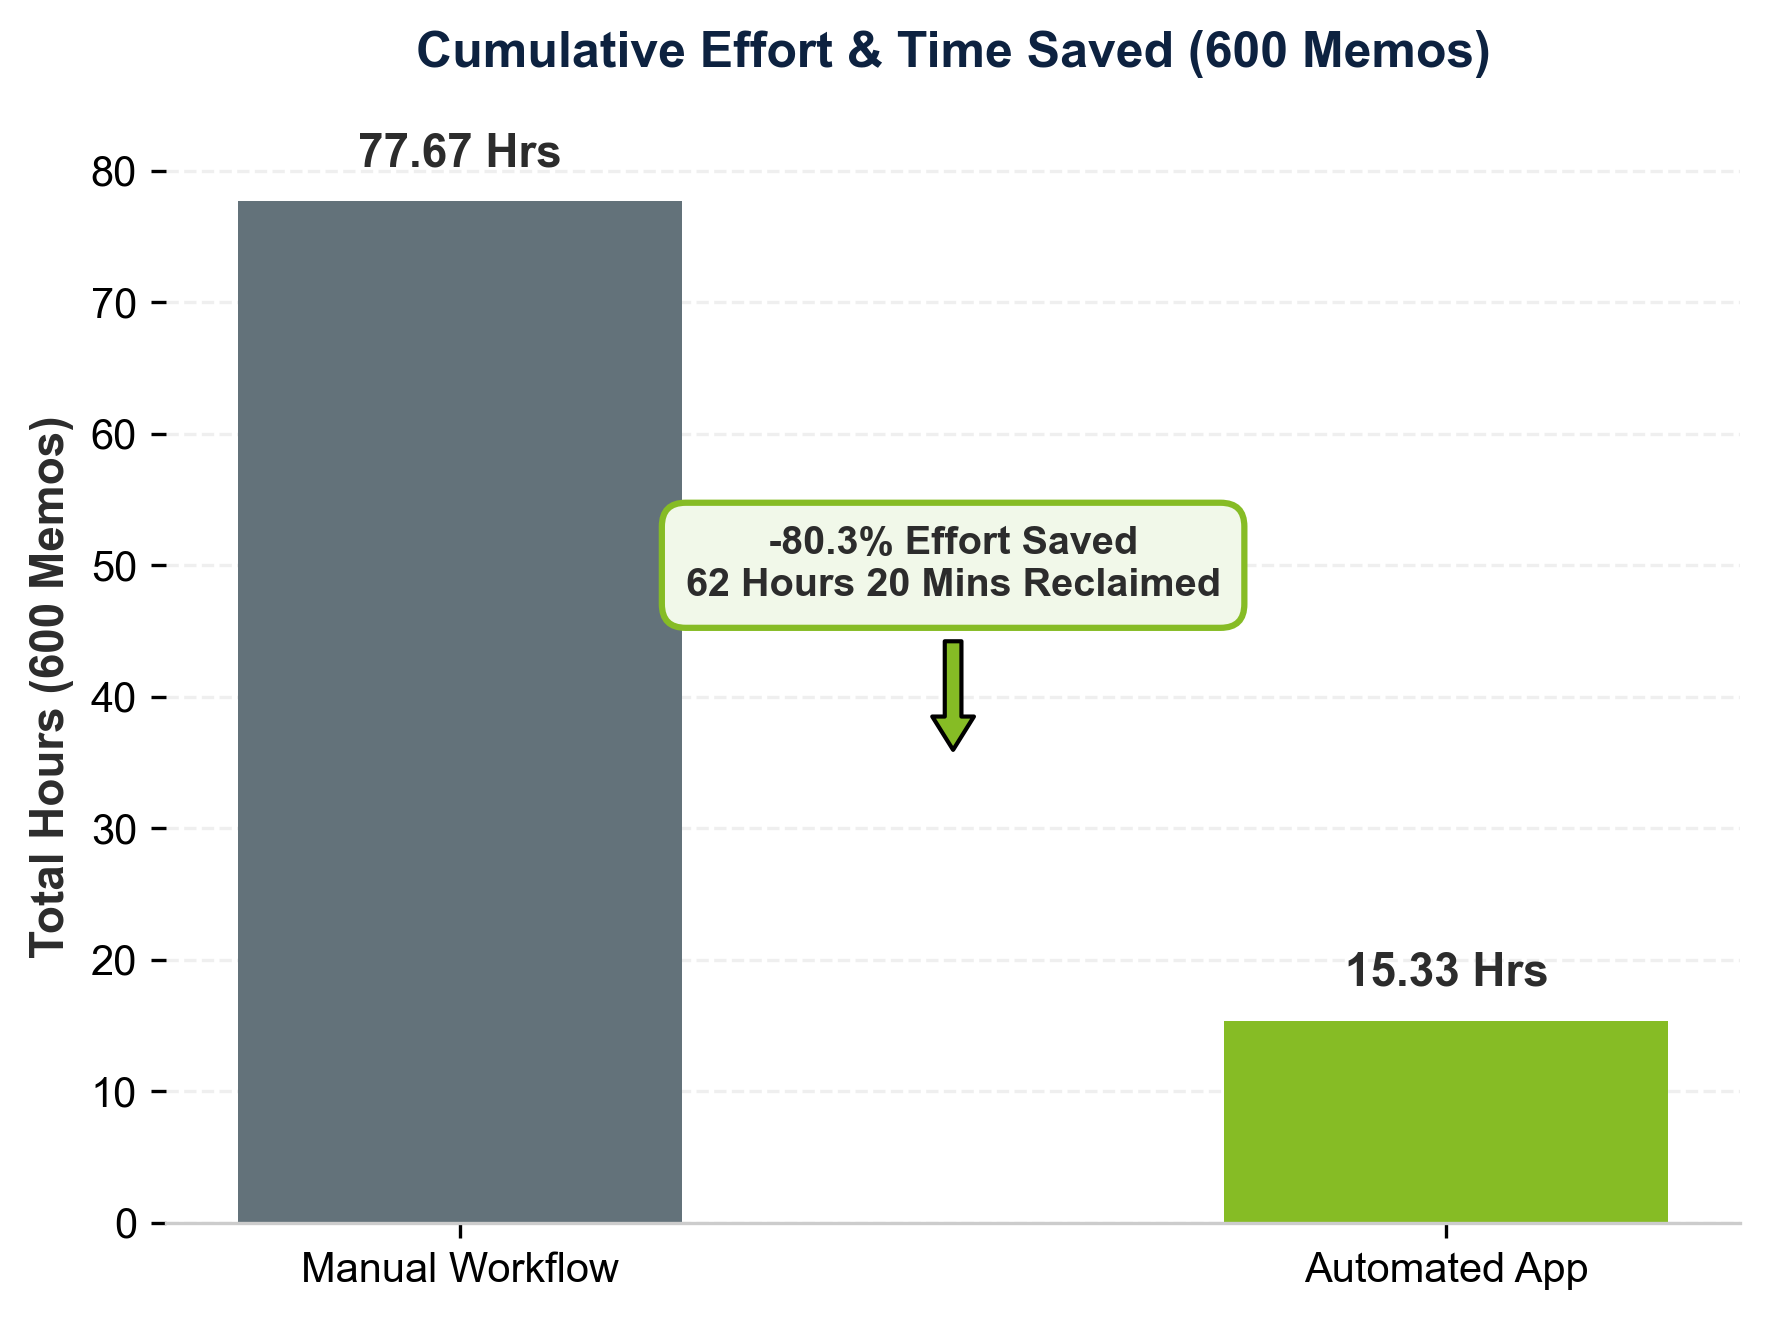 Cumulative Effort & Time Saved (600 Memos)
Total Hours (600 Memos)
80
70
60
50
40
30
20
10
0
77.67 Hrs
-80.3% Effort Saved
62 Hours 20 Mins Reclaimed
15.33 Hrs
Manual Workflow
Automated App